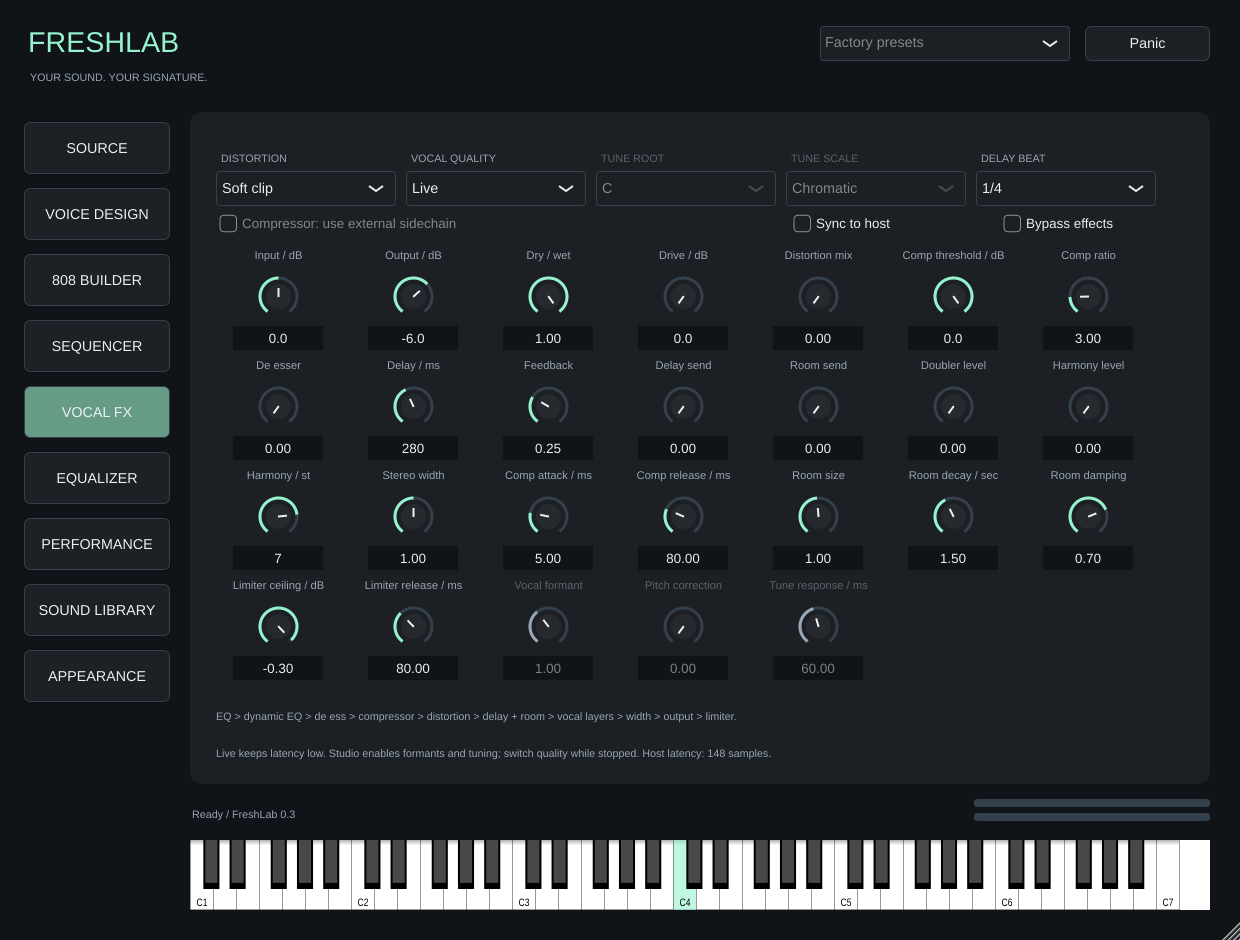 FRESHLAB
YOUR SOUND. YOUR SIGNATURE.
Factory presets
Panic
SOURCE
VOICE DESIGN
808 BUILDER
SEQUENCER
VOCAL FX
EQUALIZER
PERFORMANCE
SOUND LIBRARY
APPEARANCE
DISTORTION VOCAL QUALITY TUNE ROOT TUNE SCALE DELAY BEAT
Soft clip Live C Chromatic 1/4
Compressor: use external sidechain Sync to host Bypass effects
Input / dB Output / dB Dry / wet Drive / dB Distortion mix Comp threshold / dB Comp ratio
0.0 -6.0 1.00 0.0 0.00 0.0 3.00
De esser Delay / ms Feedback Delay send Room send Doubler level Harmony level
0.00 280 0.25 0.00 0.00 0.00 0.00
Harmony / st Stereo width Comp attack / ms Comp release / ms Room size Room decay / sec Room damping
7 1.00 5.00 80.00 1.00 1.50 0.70
Limiter ceiling / dB Limiter release / ms Vocal formant Pitch correction Tune response / ms
-0.30 80.00 1.00 0.00 60.00
EQ > dynamic EQ > de ess > compressor > distortion > delay + room > vocal layers > width > output > limiter.
Live keeps latency low. Studio enables formants and tuning; switch quality while stopped. Host latency: 148 samples.
Ready / FreshLab 0.3
C1 C2 C3 C4 C5 C6 C7